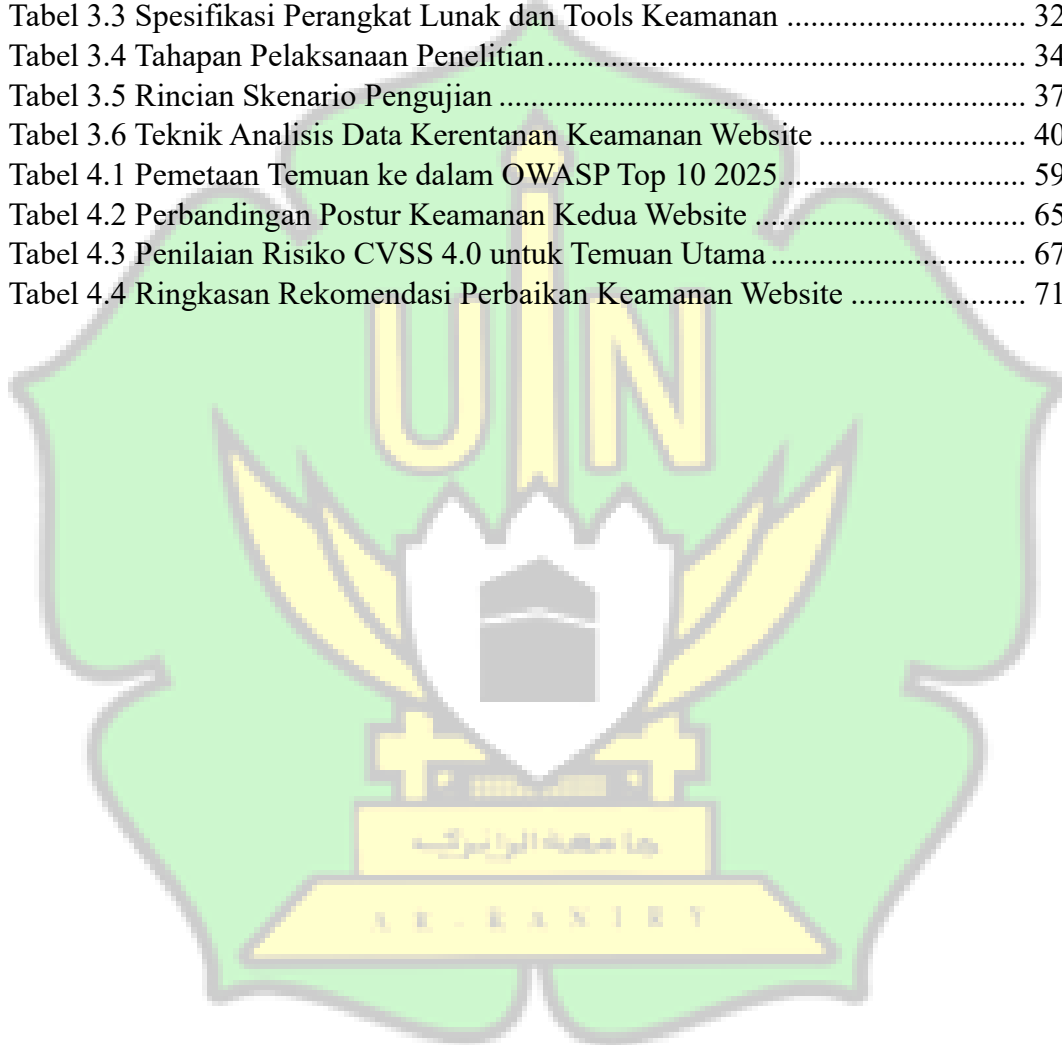 Tabel 3.3 Spesifikasi Perangkat Lunak dan Tools Keamanan ............................... 32
Tabel 3.4 Tahapan Pelaksanaan Penelitian............................................................ 34
Tabel 3.5 Rincian Skenario Pengujian .................................................................. 37
Tabel 3.6 Teknik Analisis Data Kerentanan Keamanan Website .......................... 40
Tabel 4.1 Pemetaan Temuan ke dalam OWASP Top 10 2025............................... 59
Tabel 4.2 Perbandingan Postur Keamanan Kedua Website .................................. 65
Tabel 4.3 Penilaian Risiko CVSS 4.0 untuk Temuan Utama ................................ 67
Tabel 4.4 Ringkasan Rekomendasi Perbaikan Keamanan Website ...................... 71
UIN
جامعة الرانيري
AR-RANIRY